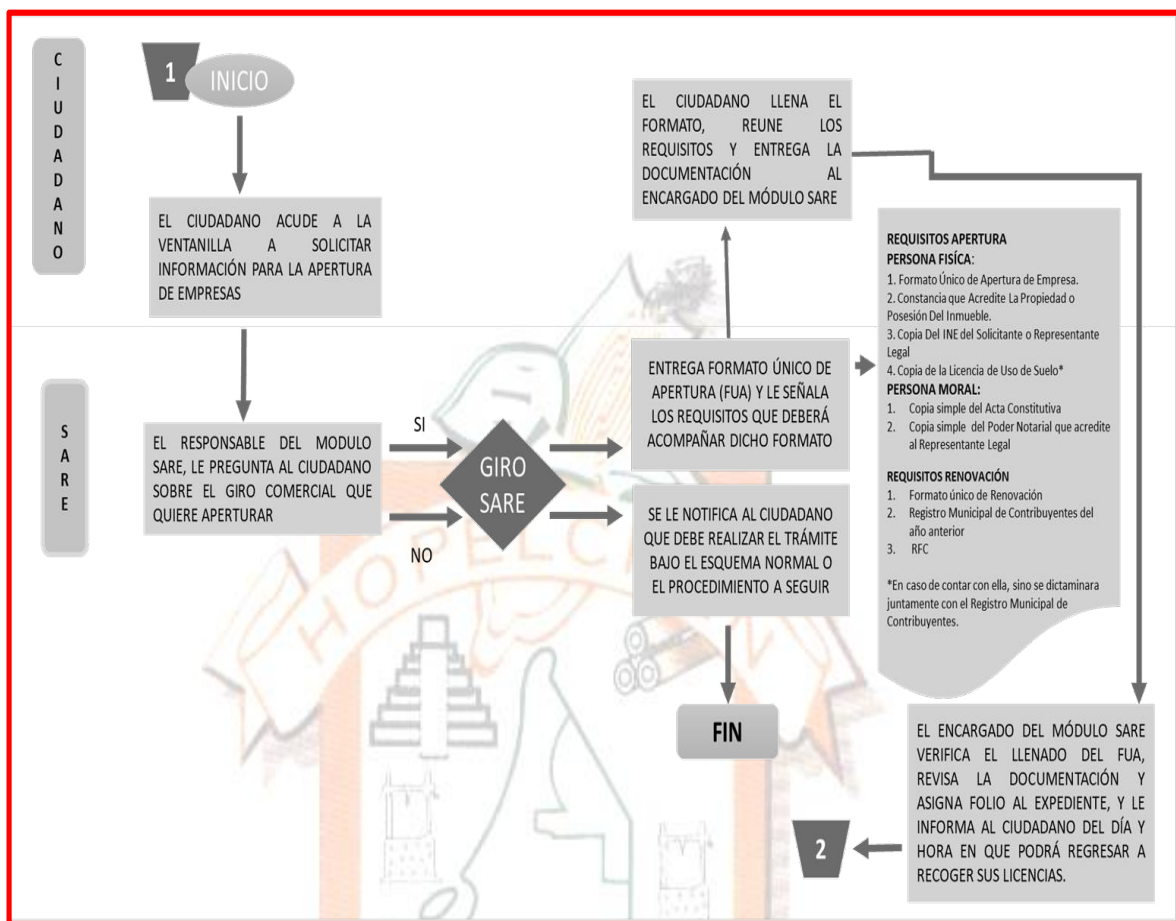 C
I
U
D
A
D
A
N
O
1
INICIO
EL CIUDADANO ACUDE A LA
VENTANILLA A SOLICITAR
INFORMACIÓN PARA LA APERTURA
DE EMPRESAS
EL CIUDADANO LLENA EL
FORMATO, REUNE LOS
REQUISITOS Y ENTREGA LA
DOCUMENTACIÓN AL
ENCARGADO DEL MÓDULO SARE
S
A
R
E
EL RESPONSABLE DEL MODULO
SARE, LE PREGUNTA AL CIUDADANO
SOBRE EL GIRO COMERCIAL QUE
QUIERE APERTURAR
SI
NO
GIRO
SARE
ENTREGA FORMATO ÚNICO DE
APERTURA (FUA) Y LE SEÑALA
LOS REQUISITOS QUE DEBERÁ
ACOMPAÑAR DICHO FORMATO
SE LE NOTIFICA AL CIUDADANO
QUE DEBE REALIZAR EL TRÁMITE
BAJO EL ESQUEMA NORMAL O
EL PROCEDIMIENTO A SEGUIR
FIN
REQUISITOS APERTURA
PERSONA FISÍCA:
1. Formato Único de Apertura de Empresa.
2. Constancia que Acredite La Propiedad o
Posesión Del Inmueble.
3. Copia Del INE del Solicitante o Representante
Legal
4. Copia de la Licencia de Uso de Suelo*
PERSONA MORAL:
1. Copia simple del Acta Constitutiva
2. Copia simple del Poder Notarial que acredite
al Representante Legal
REQUISITOS RENOVACIÓN
1. Formato único de Renovación
2. Registro Municipal de Contribuyentes del
año anterior
3. RFC
*En caso de contar con ella, sino se dictaminara
juntamente con el Registro Municipal de
Contribuyentes.
EL ENCARGADO DEL MÓDULO SARE
VERIFICA EL LLENADO DEL FUA,
REVISA LA DOCUMENTACIÓN Y
ASIGNA FOLIO AL EXPEDIENTE, Y LE
INFORMA AL CIUDADANO DEL DÍA Y
HORA EN QUE PODRÁ REGRESAR A
RECOGER SUS LICENCIAS.
2